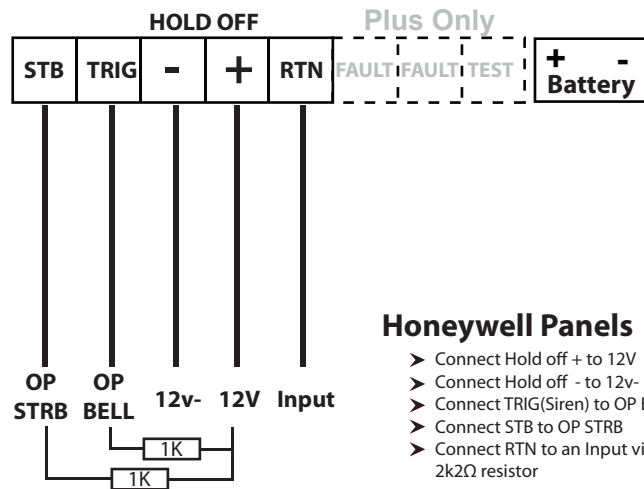 HOLD OFF
Plus Only
STB TRIG - + RTN FAULT FAULT TEST
+ -
Battery
Honeywell Panels
➤ Connect Hold off + to 12V
➤ Connect Hold off - to 12v-
➤ Connect TRIG(Siren) to OP
➤ Connect STB to OP STRB
➤ Connect RTN to an Input
2k2Ω resistor
OP STRB
OP BELL
12v- 12V Input
1K
1K